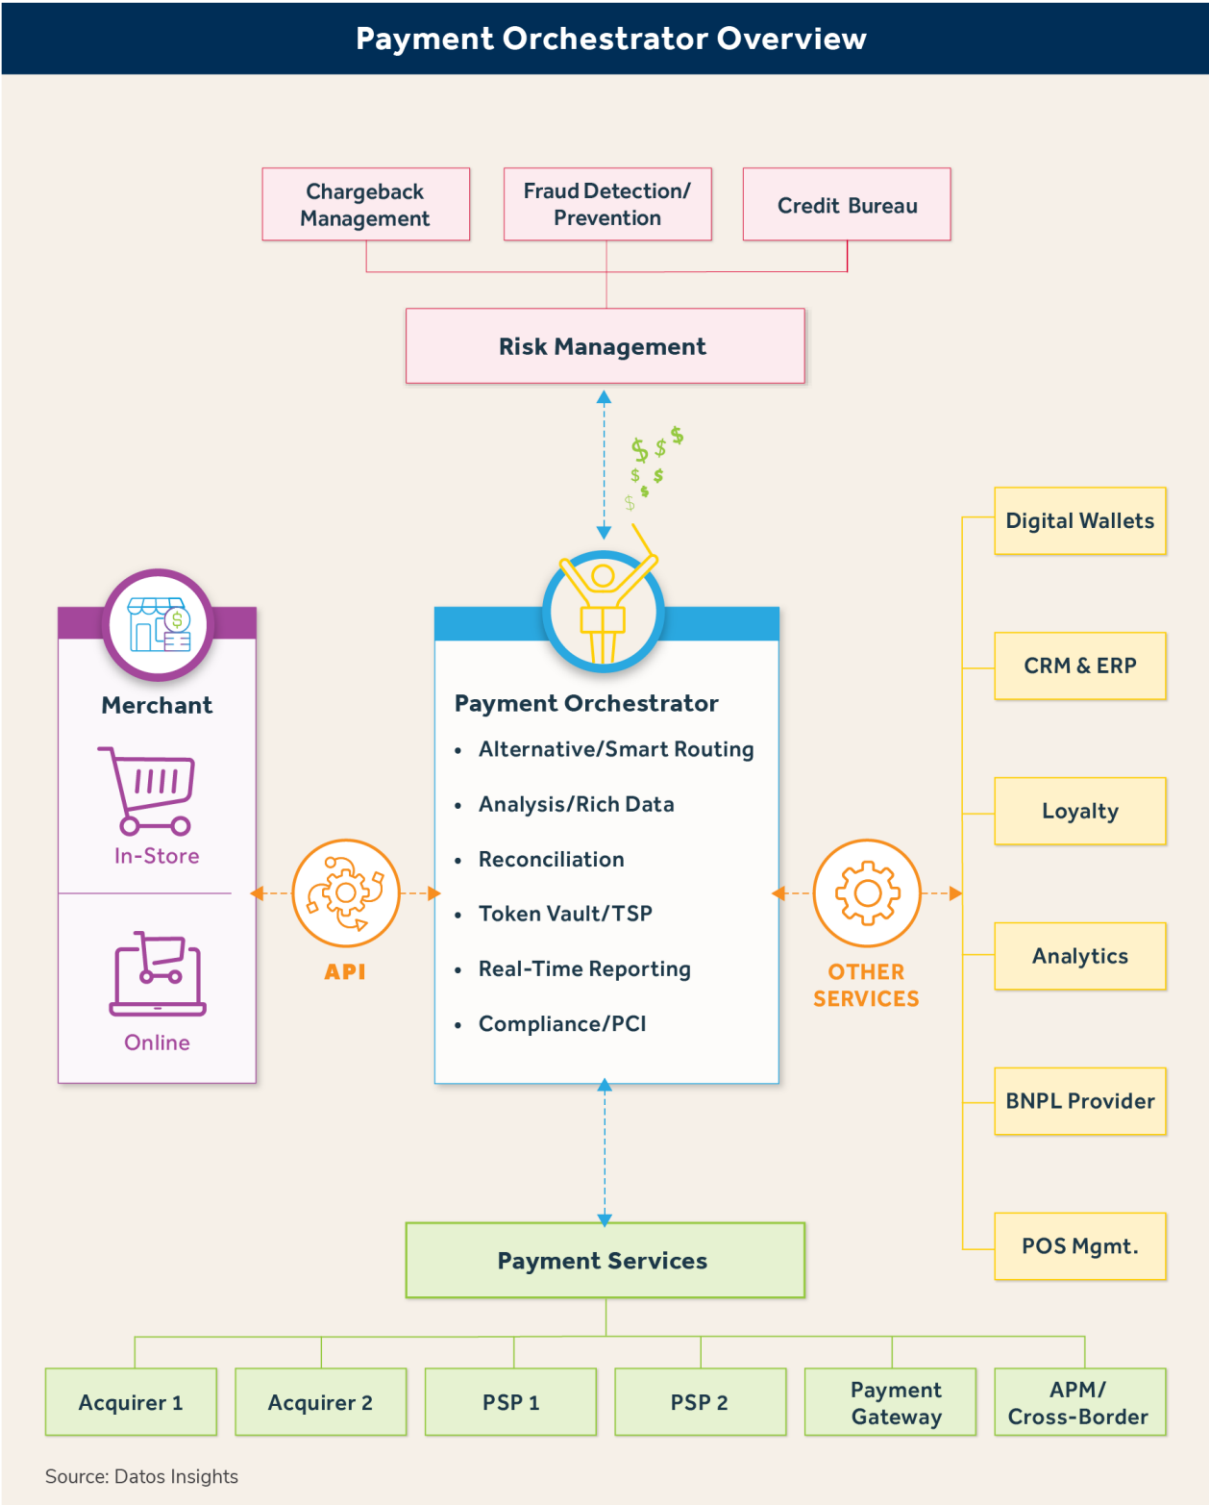 Payment Orchestrator Overview
Chargeback
Management
Fraud Detection/
Prevention
Credit Bureau
Risk Management
$ $ $
$ $
$ $
Merchant
$
In-Store
Online
API
Payment Orchestrator
• Alternative/Smart Routing
• Analysis/Rich Data
• Reconciliation
• Token Vault/TSP
• Real-Time Reporting
• Compliance/PCI
OTHER
SERVICES
Digital Wallets
CRM & ERP
Loyalty
Analytics
BNPL Provider
POS Mgmt.
Payment Services
Acquirer 1
Acquirer 2
PSP 1
PSP 2
Payment
Gateway
APM/
Cross-Border
Source: Datos Insights